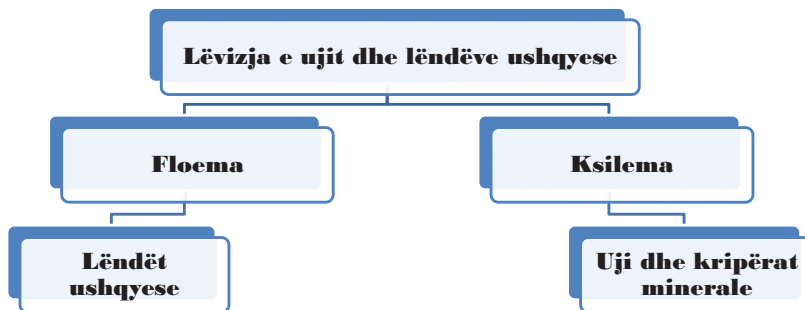 Lëvizja e ujit dhe lëndëve ushqyese
Floema
Ksilema
Lëndët
ushqyese
Uji dhe kripërat
minerale